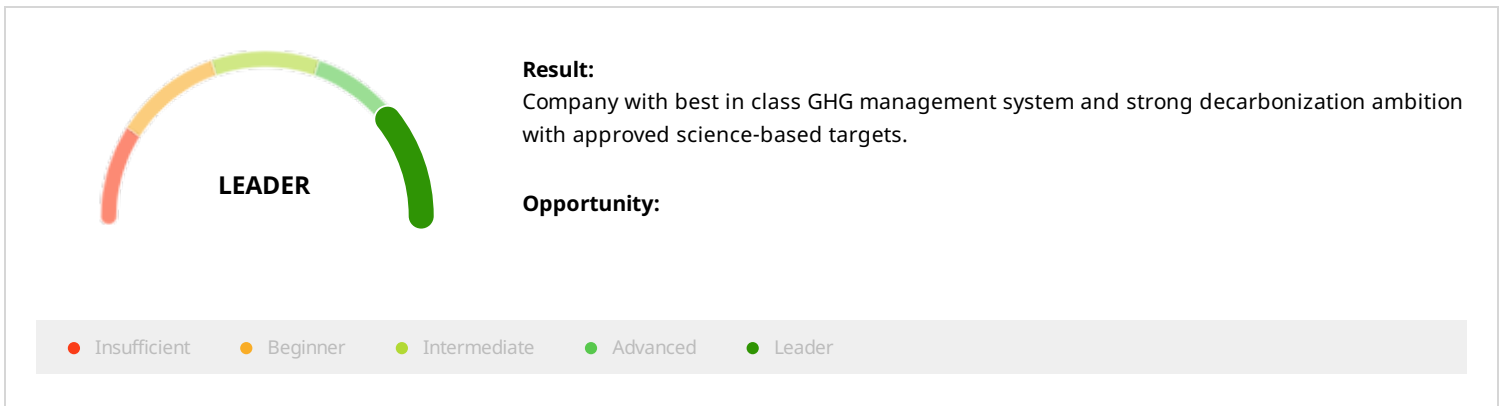 LEADER
Result:
Company with best in class GHG management system and strong decarbonization ambition
with approved science-based targets.
Opportunity:
Insufficient
Beginner
Intermediate
Advanced
Leader